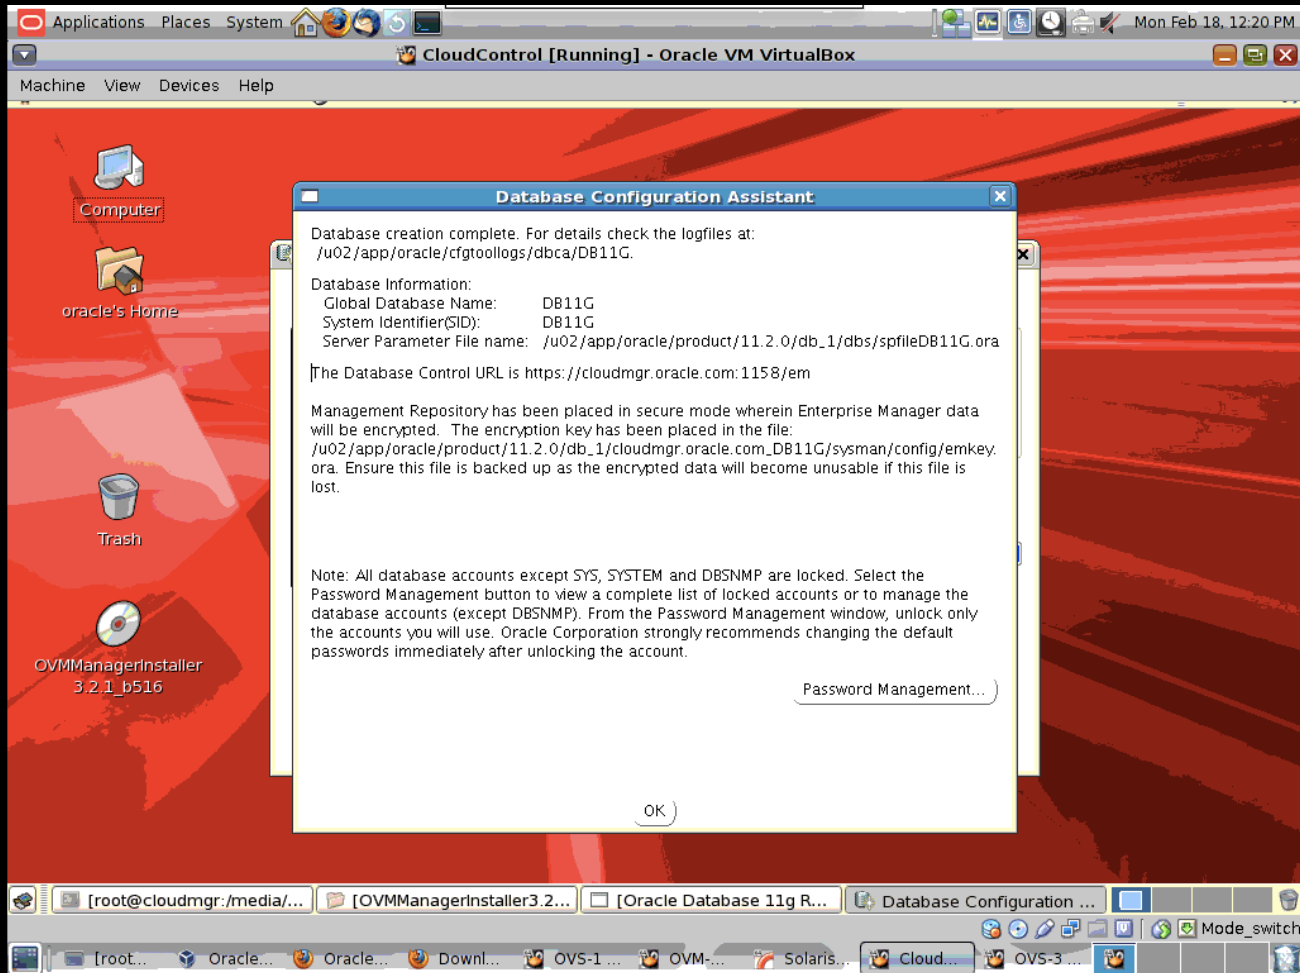 Applications Places System Mon Feb 18, 12:20 PM
CloudControl [Running] - Oracle VM VirtualBox
Machine View Devices Help
Computer
oracle's Home
Trash
OVMManagerInstaller
3.2.1_b516
Database Configuration Assistant
Database creation complete. For details check the logfiles at:
/u02/app/oracle/cfgtoollogs/dbca/DB11G.
Database Information:
Global Database Name: DB11G
System Identifier(SID): DB11G
Server Parameter File name: /u02/app/oracle/product/11.2.0/db_1/dbs/spfileDB11G.ora
The Database Control URL is https://cloudmgr.oracle.com:1158/em
Management Repository has been placed in secure mode wherein Enterprise Manager data
will be encrypted. The encryption key has been placed in the file:
/u02/app/oracle/product/11.2.0/db_1/cloudmgr.oracle.com_DB11G/sysman/config/emkey.
ora. Ensure this file is backed up as the encrypted data will become unusable if this file is
lost.
Note: All database accounts except SYS, SYSTEM and DBSNMP are locked. Select the
Password Management button to view a complete list of locked accounts or to manage the
database accounts (except DBSNMP). From the Password Management window, unlock only
the accounts you will use. Oracle Corporation strongly recommends changing the default
passwords immediately after unlocking the account.
Password Management...
OK
[root@cloudmgr:/media/... [OVMManagerInstaller3.2... [Oracle Database 11g R... Database Configuration ...
Mode_switch
[root... Oracle... Oracle... Downl... OVS-1 ... OVM-... Solaris... Cloud... OVS-3 ...